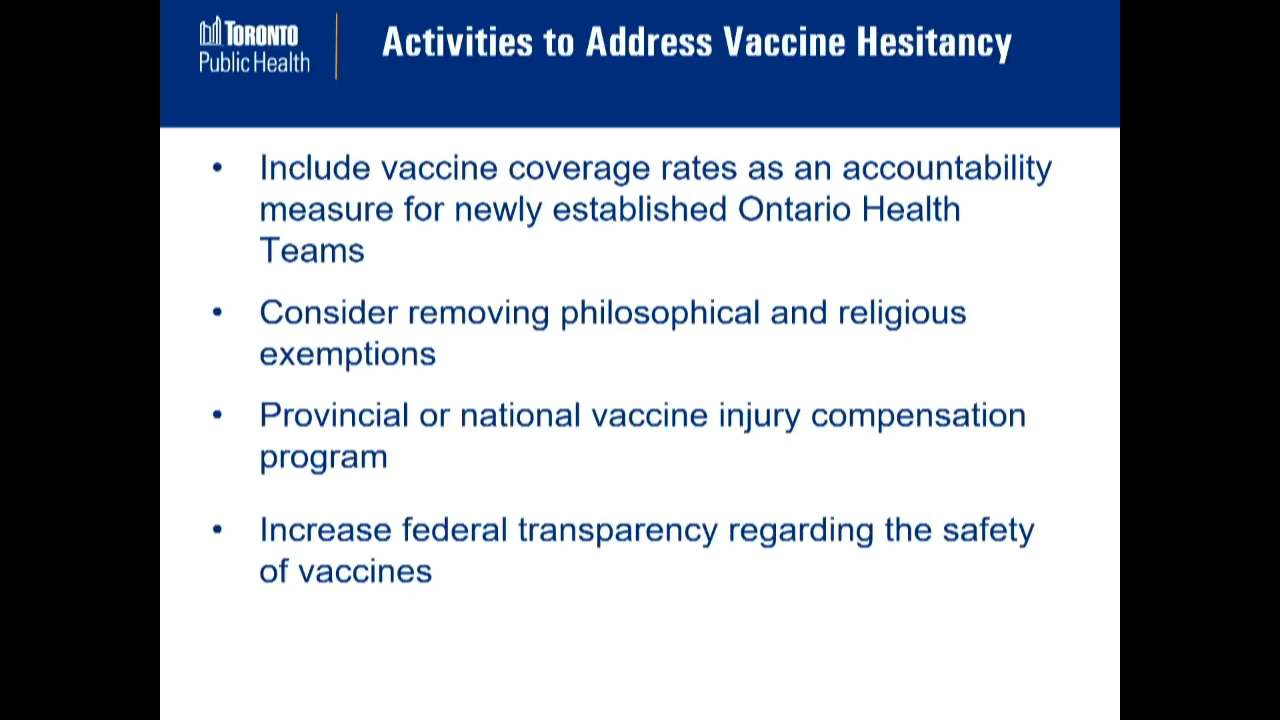 TORONTO
Public Health
Activities to Address Vaccine Hesitancy
• Include vaccine coverage rates as an accountability
measure for newly established Ontario Health
Teams
• Consider removing philosophical and religious
exemptions
• Provincial or national vaccine injury compensation
program
• Increase federal transparency regarding the safety
of vaccines